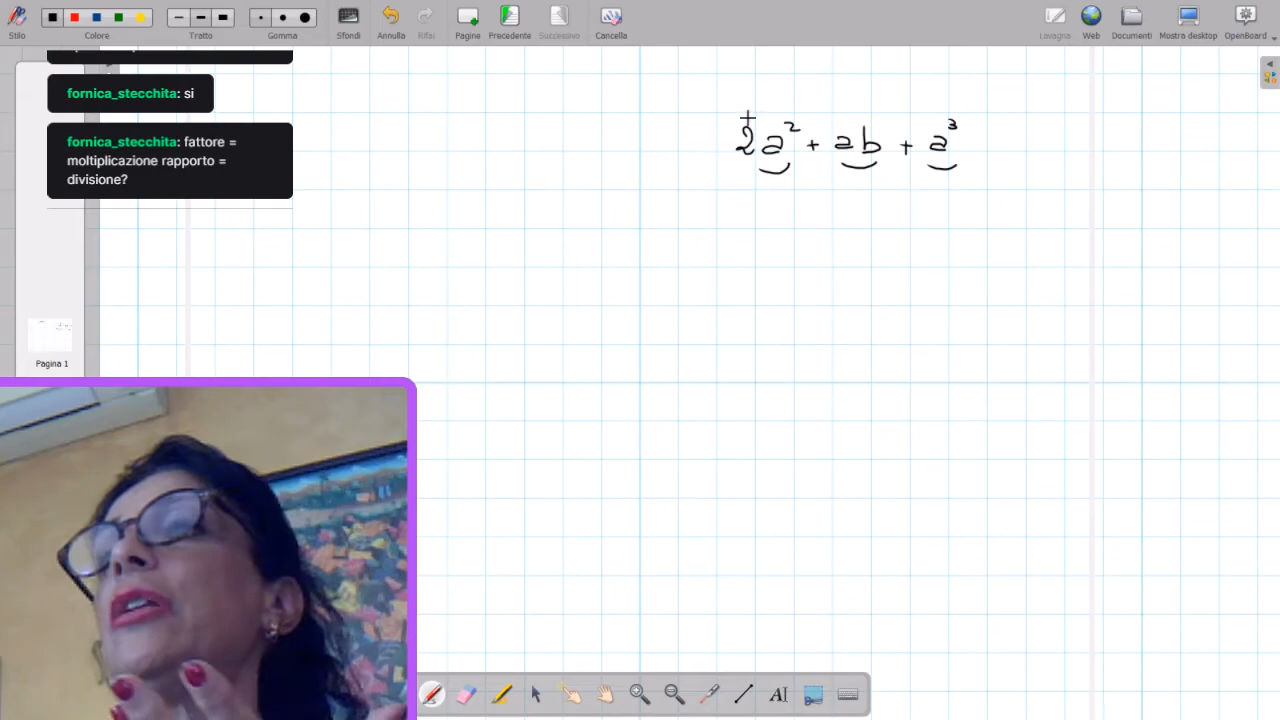 Stilo
Colore
Tratto
Gomma
Sfondi
Annulla
Rifai
Pagine
Precedente
Successivo
Cancella
Lavagna
Web
Documenti
Mostra desktop
OpenBoard
fornica_stecchita: si
fornica_stecchita: fattore =
moltiplicazione rapporto =
divisione?
2a² + ab + a³
Pagina 1
AI